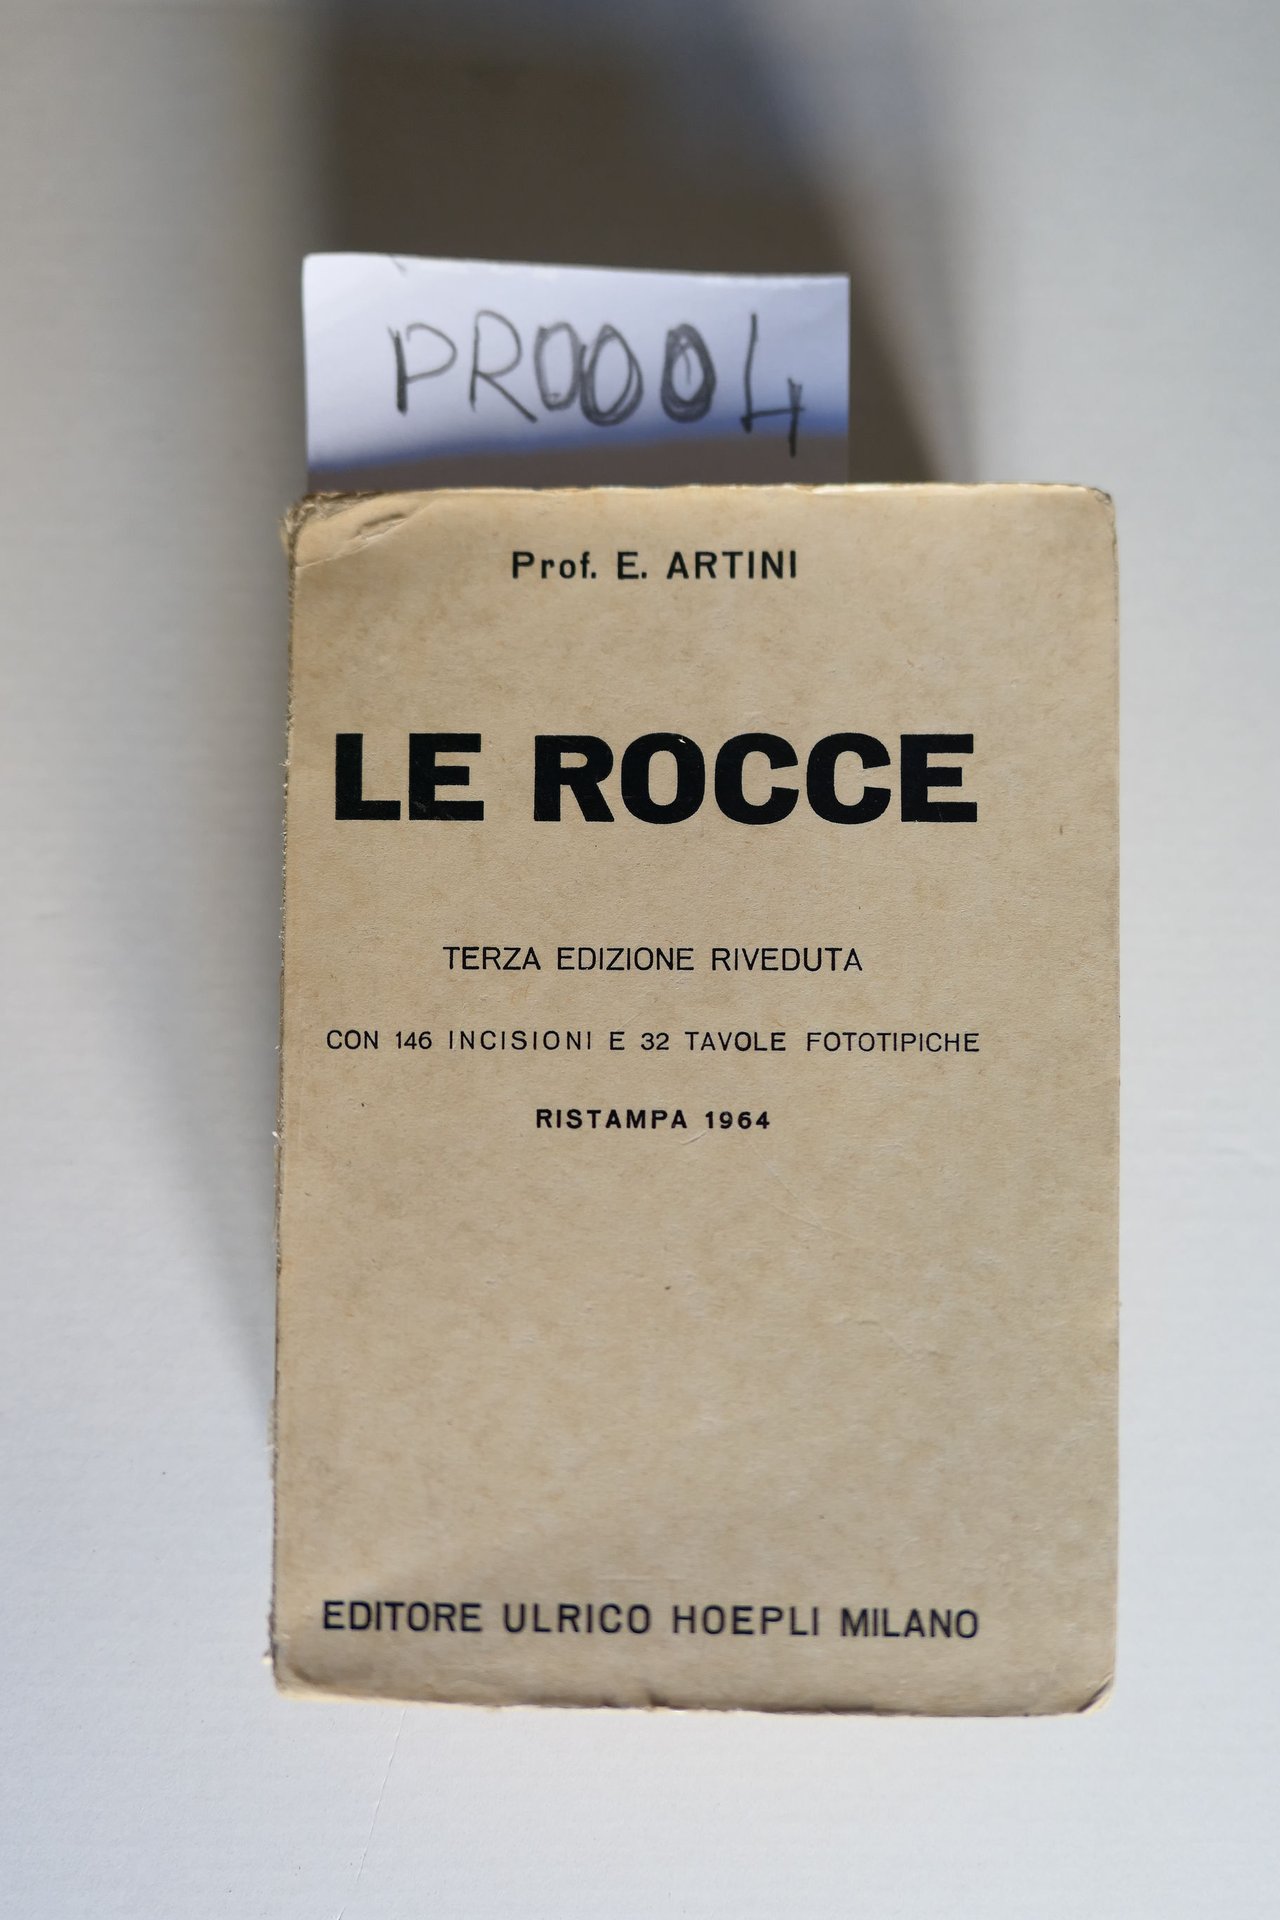 PR0004
Prof. E. ARTINI
LE ROCCE
TERZA EDIZIONE RIVEDUTA
CON 146 INCISIONI E 32 TAVOLE FOTOTIPICHE
RISTAMPA 1964
EDITORE ULRICO HOEPLI MILANO